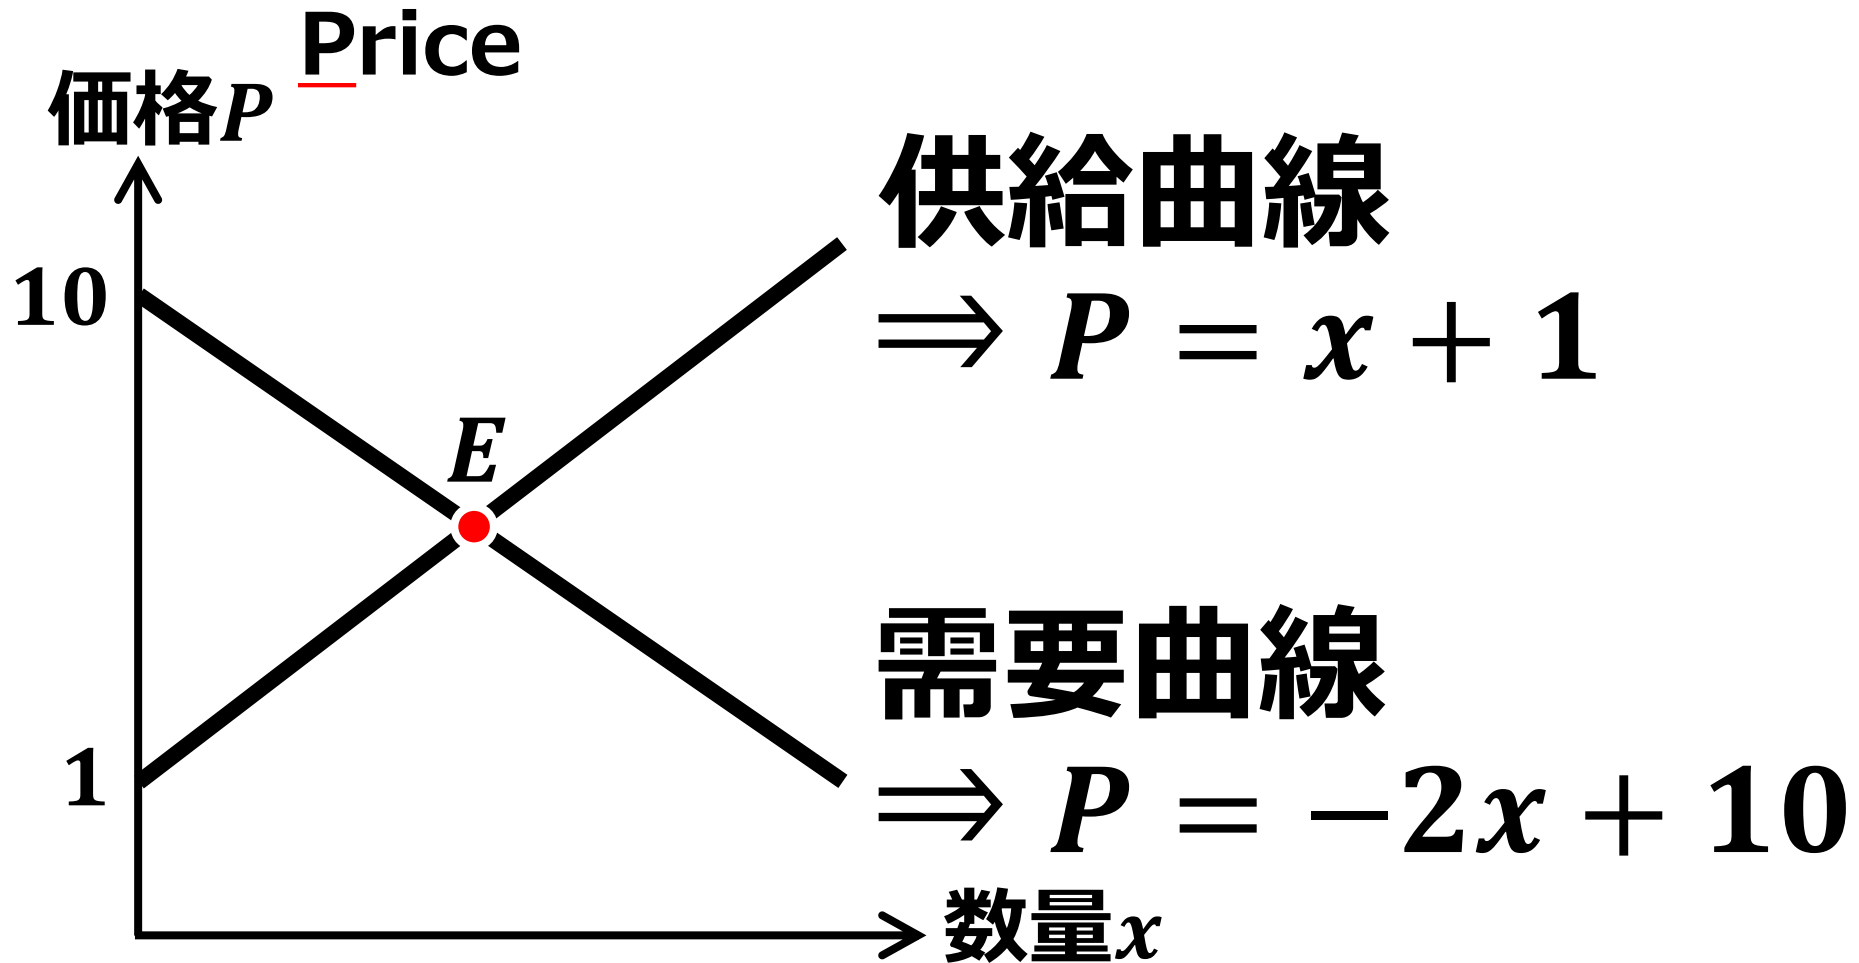 Price
価格P
供給曲線
10
⇒ P = x + 1
E
需要曲線
1
⇒ P = −2x + 10
数量x